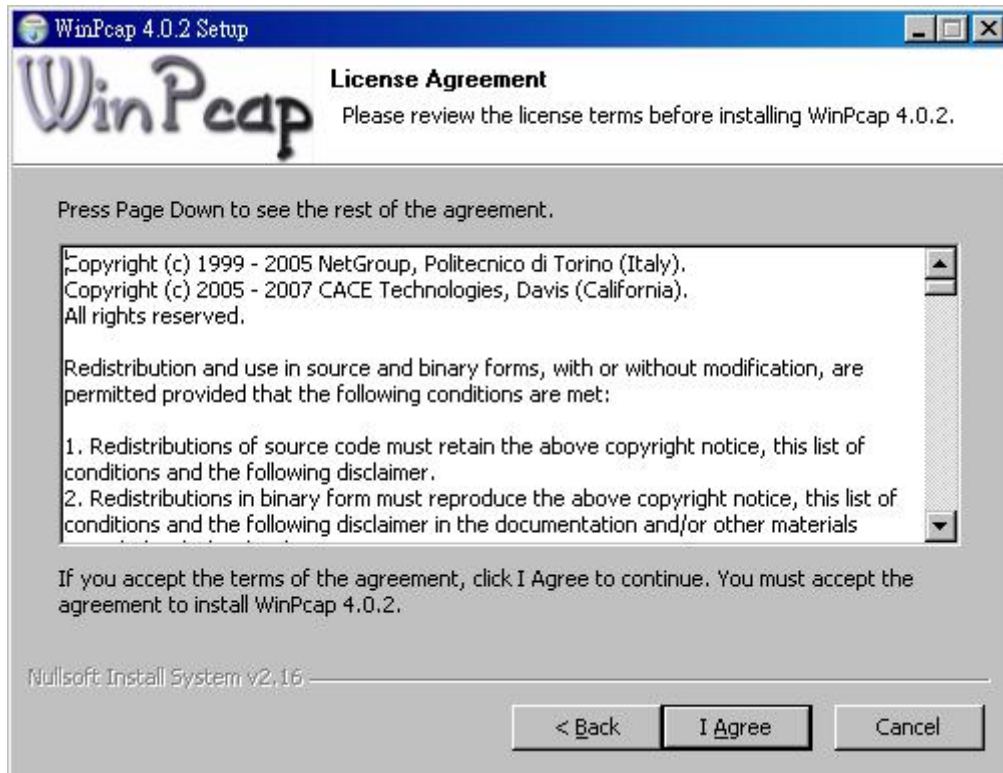 WinPcap 4.0.2 Setup
WinPcap
License Agreement
Please review the license terms before installing WinPcap 4.0.2.
Press Page Down to see the rest of the agreement.
Copyright (c) 1999 - 2005 NetGroup, Politecnico di Torino (Italy).
Copyright (c) 2005 - 2007 CACE Technologies, Davis (California).
All rights reserved.
Redistribution and use in source and binary forms, with or without modification, are
permitted provided that the following conditions are met:
1. Redistributions of source code must retain the above copyright notice, this list of
conditions and the following disclaimer.
2. Redistributions in binary form must reproduce the above copyright notice, this list of
conditions and the following disclaimer in the documentation and/or other materials
If you accept the terms of the agreement, click I Agree to continue. You must accept the
agreement to install WinPcap 4.0.2.
Nullsoft Install System v2.16
< Back
I Agree
Cancel